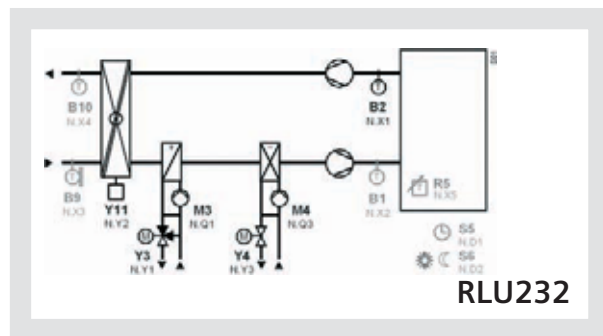 B10
N.X4
B2
N.X1
B9
N.X3
Y11
N.Y2
M3
N.Q1
M4
N.Q3
B1
N.X2
R5
N.X5
M
Y3
N.Y1
M
Y4
N.Y3
S5
N.D1
S6
N.D2
RLU232